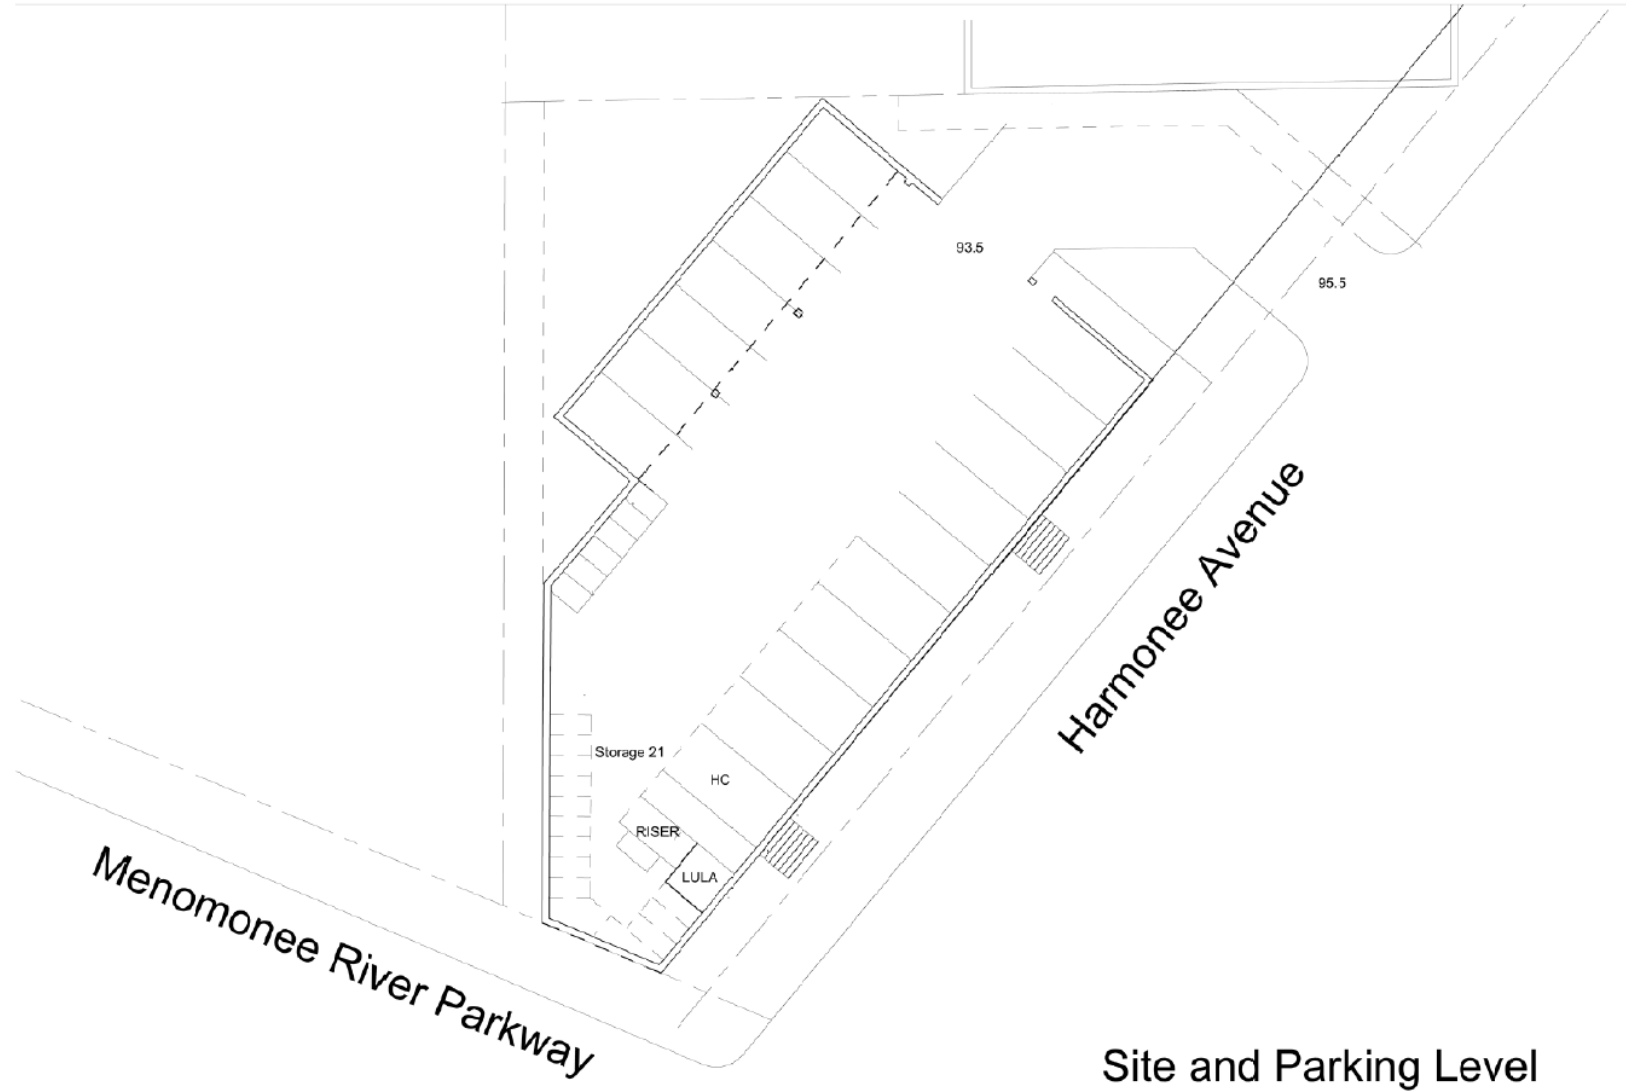 93.5
95.5
Harmonee Avenue
Storage 21
HC
RISER
LULA
Menomonee River Parkway
Site and Parking Level